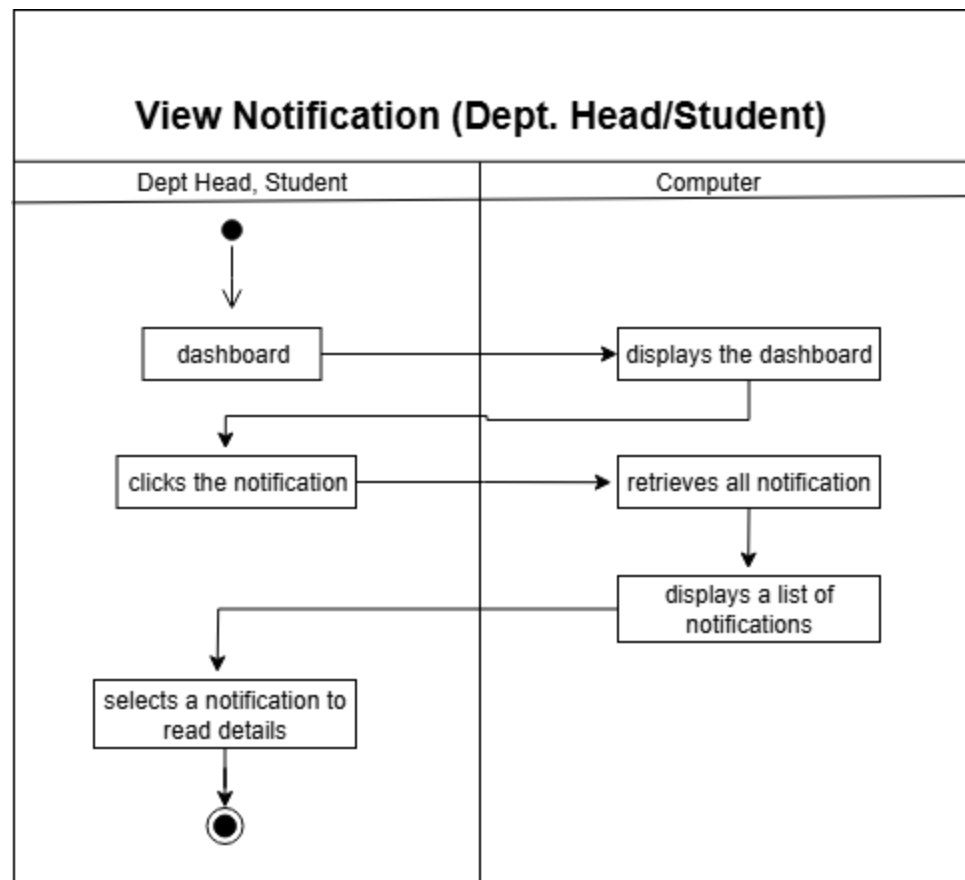 View Notification (Dept. Head/Student)
Dept Head, Student
Computer
dashboard
displays the dashboard
clicks the notification
retrieves all notification
displays a list of
notifications
selects a notification to
read details